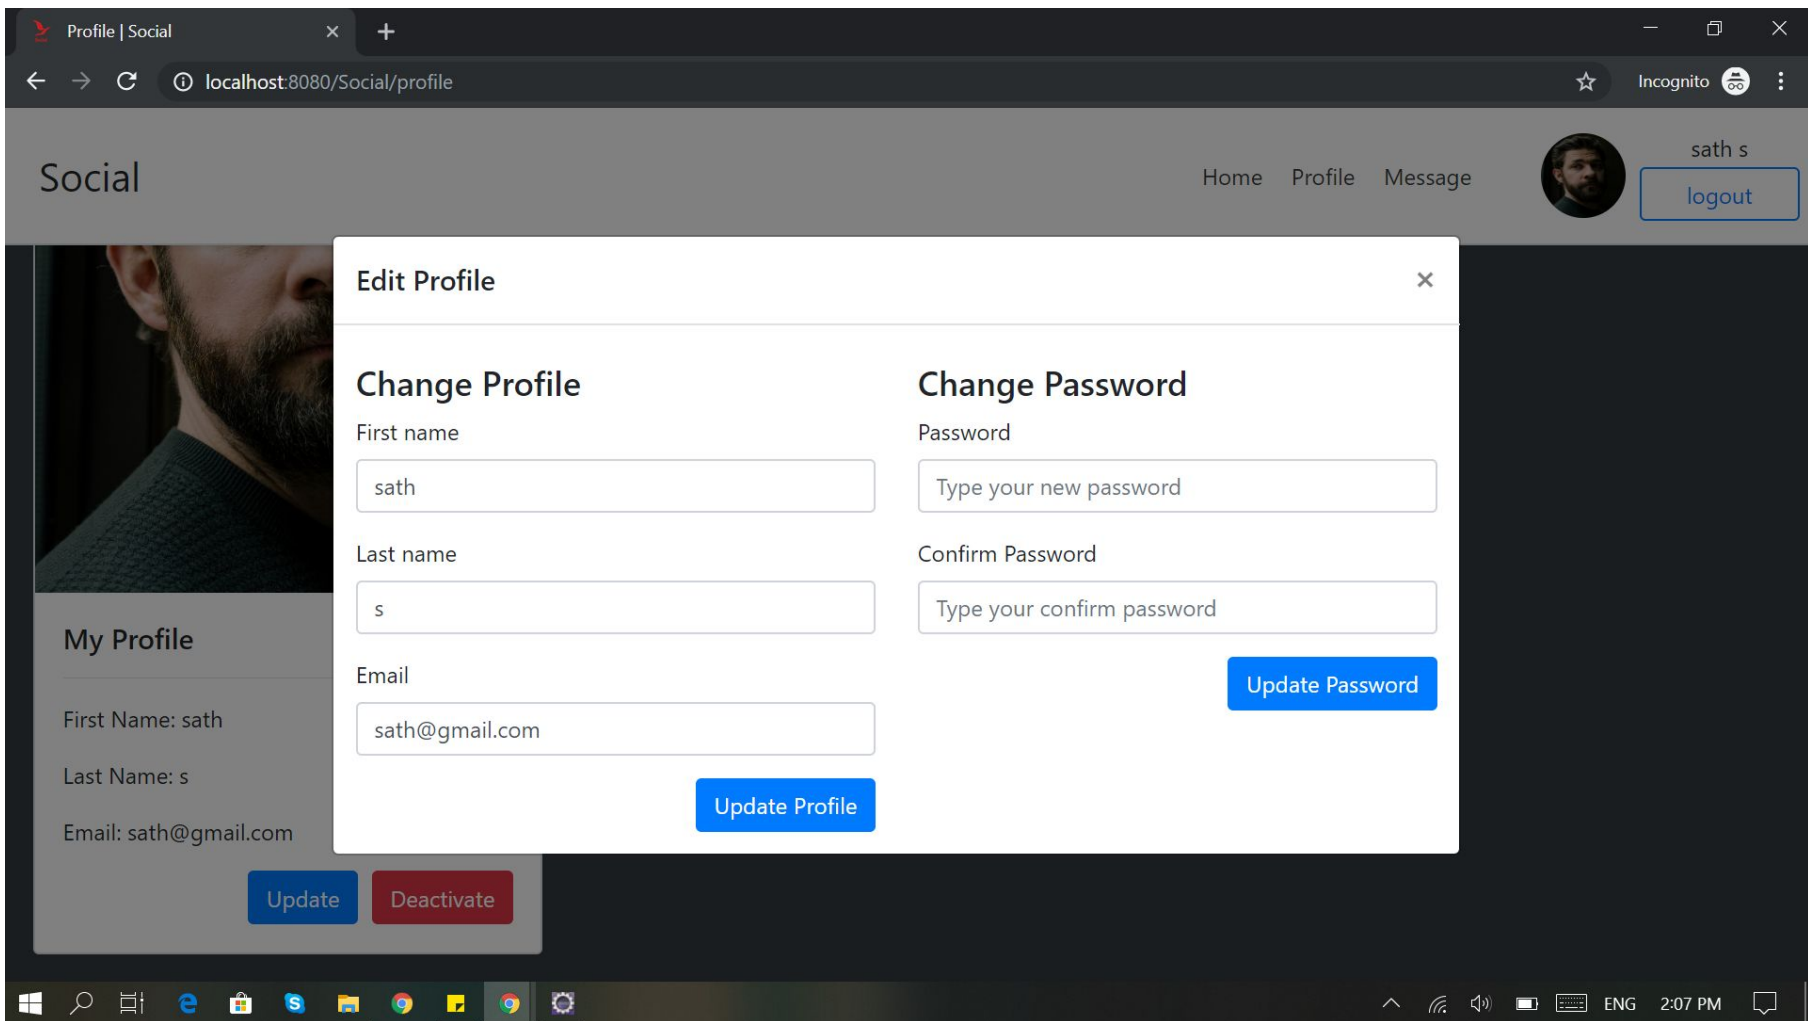 Profile | Social
localhost:8080/Social/profile
Incognito
Social
Home Profile Message
sath s
logout
Edit Profile
×
Change Profile
First name
sath
Last name
s
Email
sath@gmail.com
Update Profile
Change Password
Password
Type your new password
Confirm Password
Type your confirm password
Update Password
My Profile
First Name: sath
Last Name: s
Email: sath@gmail.com
Update Deactivate
ENG 2:07 PM